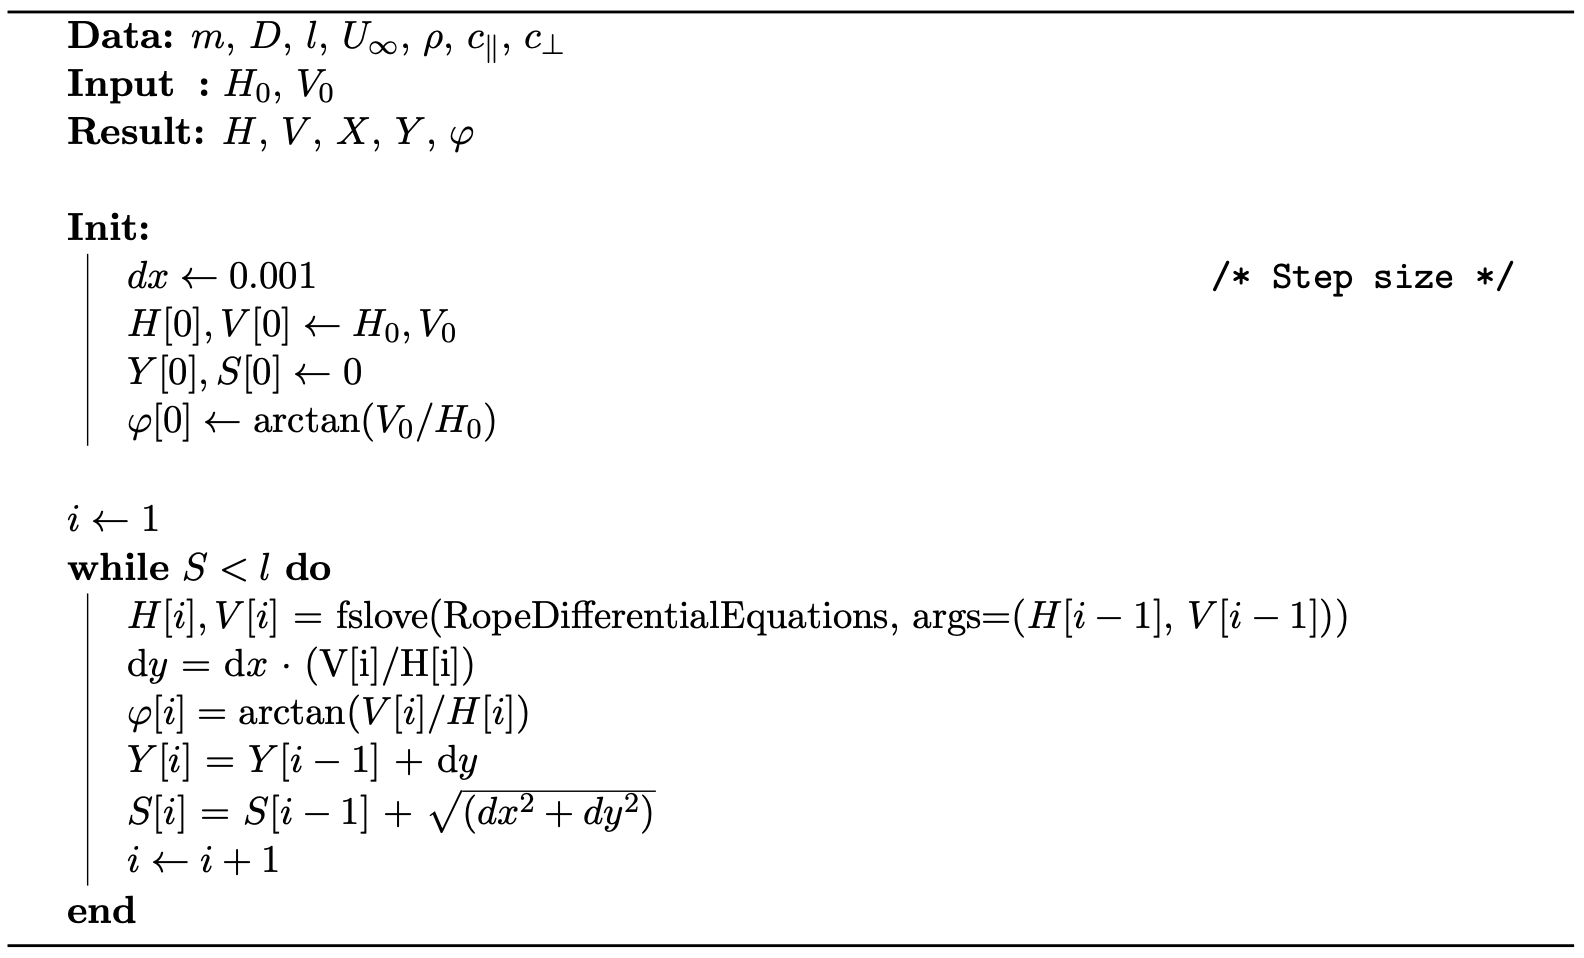 Data: m, D, l, U∞, ρ, c∥, c⊥
Input : H₀, V₀
Result: H, V, X, Y, φ
Init:
dx ← 0.001 /* Step size */
H[0], V[0] ← H₀, V₀
Y[0], S[0] ← 0
φ[0] ← arctan(V₀/H₀)
i ← 1
while S < l do
H[i], V[i] = fslove(RopeDifferentialEquations, args=(H[i − 1], V[i − 1]))
dy = dx · (V[i]/H[i])
φ[i] = arctan(V[i]/H[i])
Y[i] = Y[i − 1] + dy
S[i] = S[i − 1] + √(dx² + dy²)
i ← i + 1
end